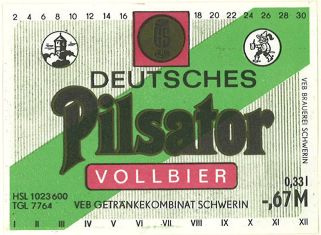 2 4 6 8 10 12 14 16 18 20 22 24 26 28 30
DEUTSCHES
Pilsator
VOLLBIER
VEB BRAUEREI SCHWERIN
HSL 1023600
TGL 7764
VEB GETRÄNKEKOMBINAT SCHWERIN
0,33 l
-,67 M
I II III IV V VI VII VIII IX X XI XII